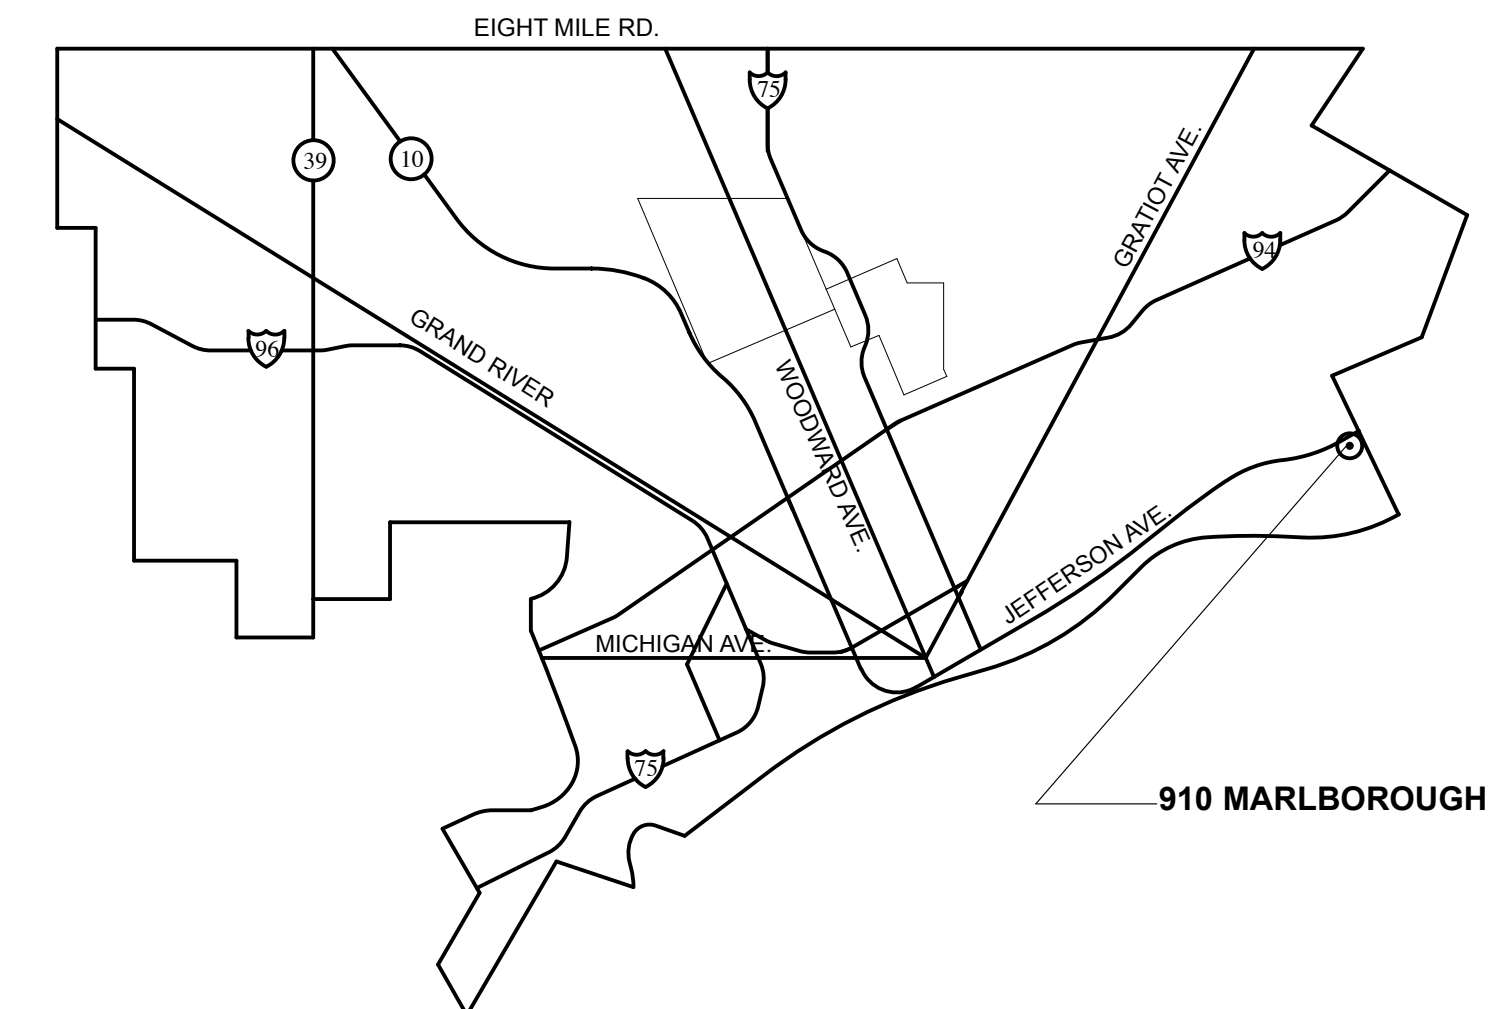 EIGHT MILE RD.
75
39
10
GRATIOT AVE.
94
96
GRAND RIVER
WOODWARD AVE.
JEFFERSON AVE.
MICHIGAN AVE.
75
910 MARLBOROUGH